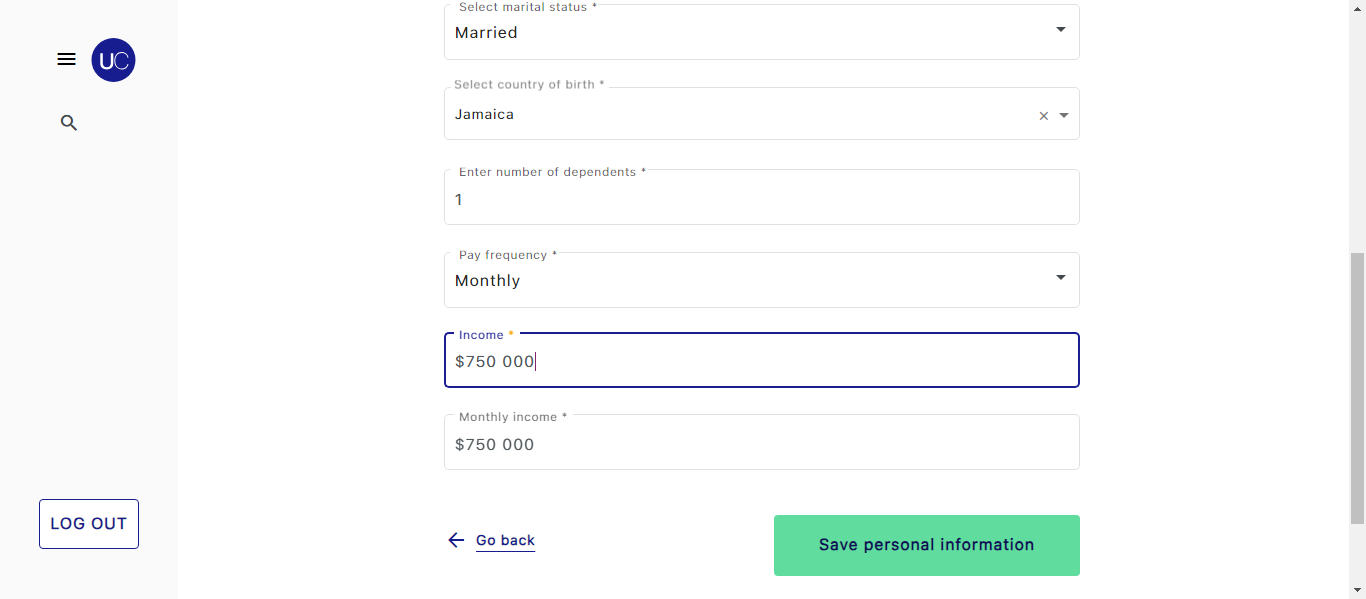 Select marital status *
Married
UC
Select country of birth *
Jamaica
Enter number of dependents *
1
Pay frequency *
Monthly
Income *
$750 000
Monthly income *
$750 000
LOG OUT
Go back
Save personal information